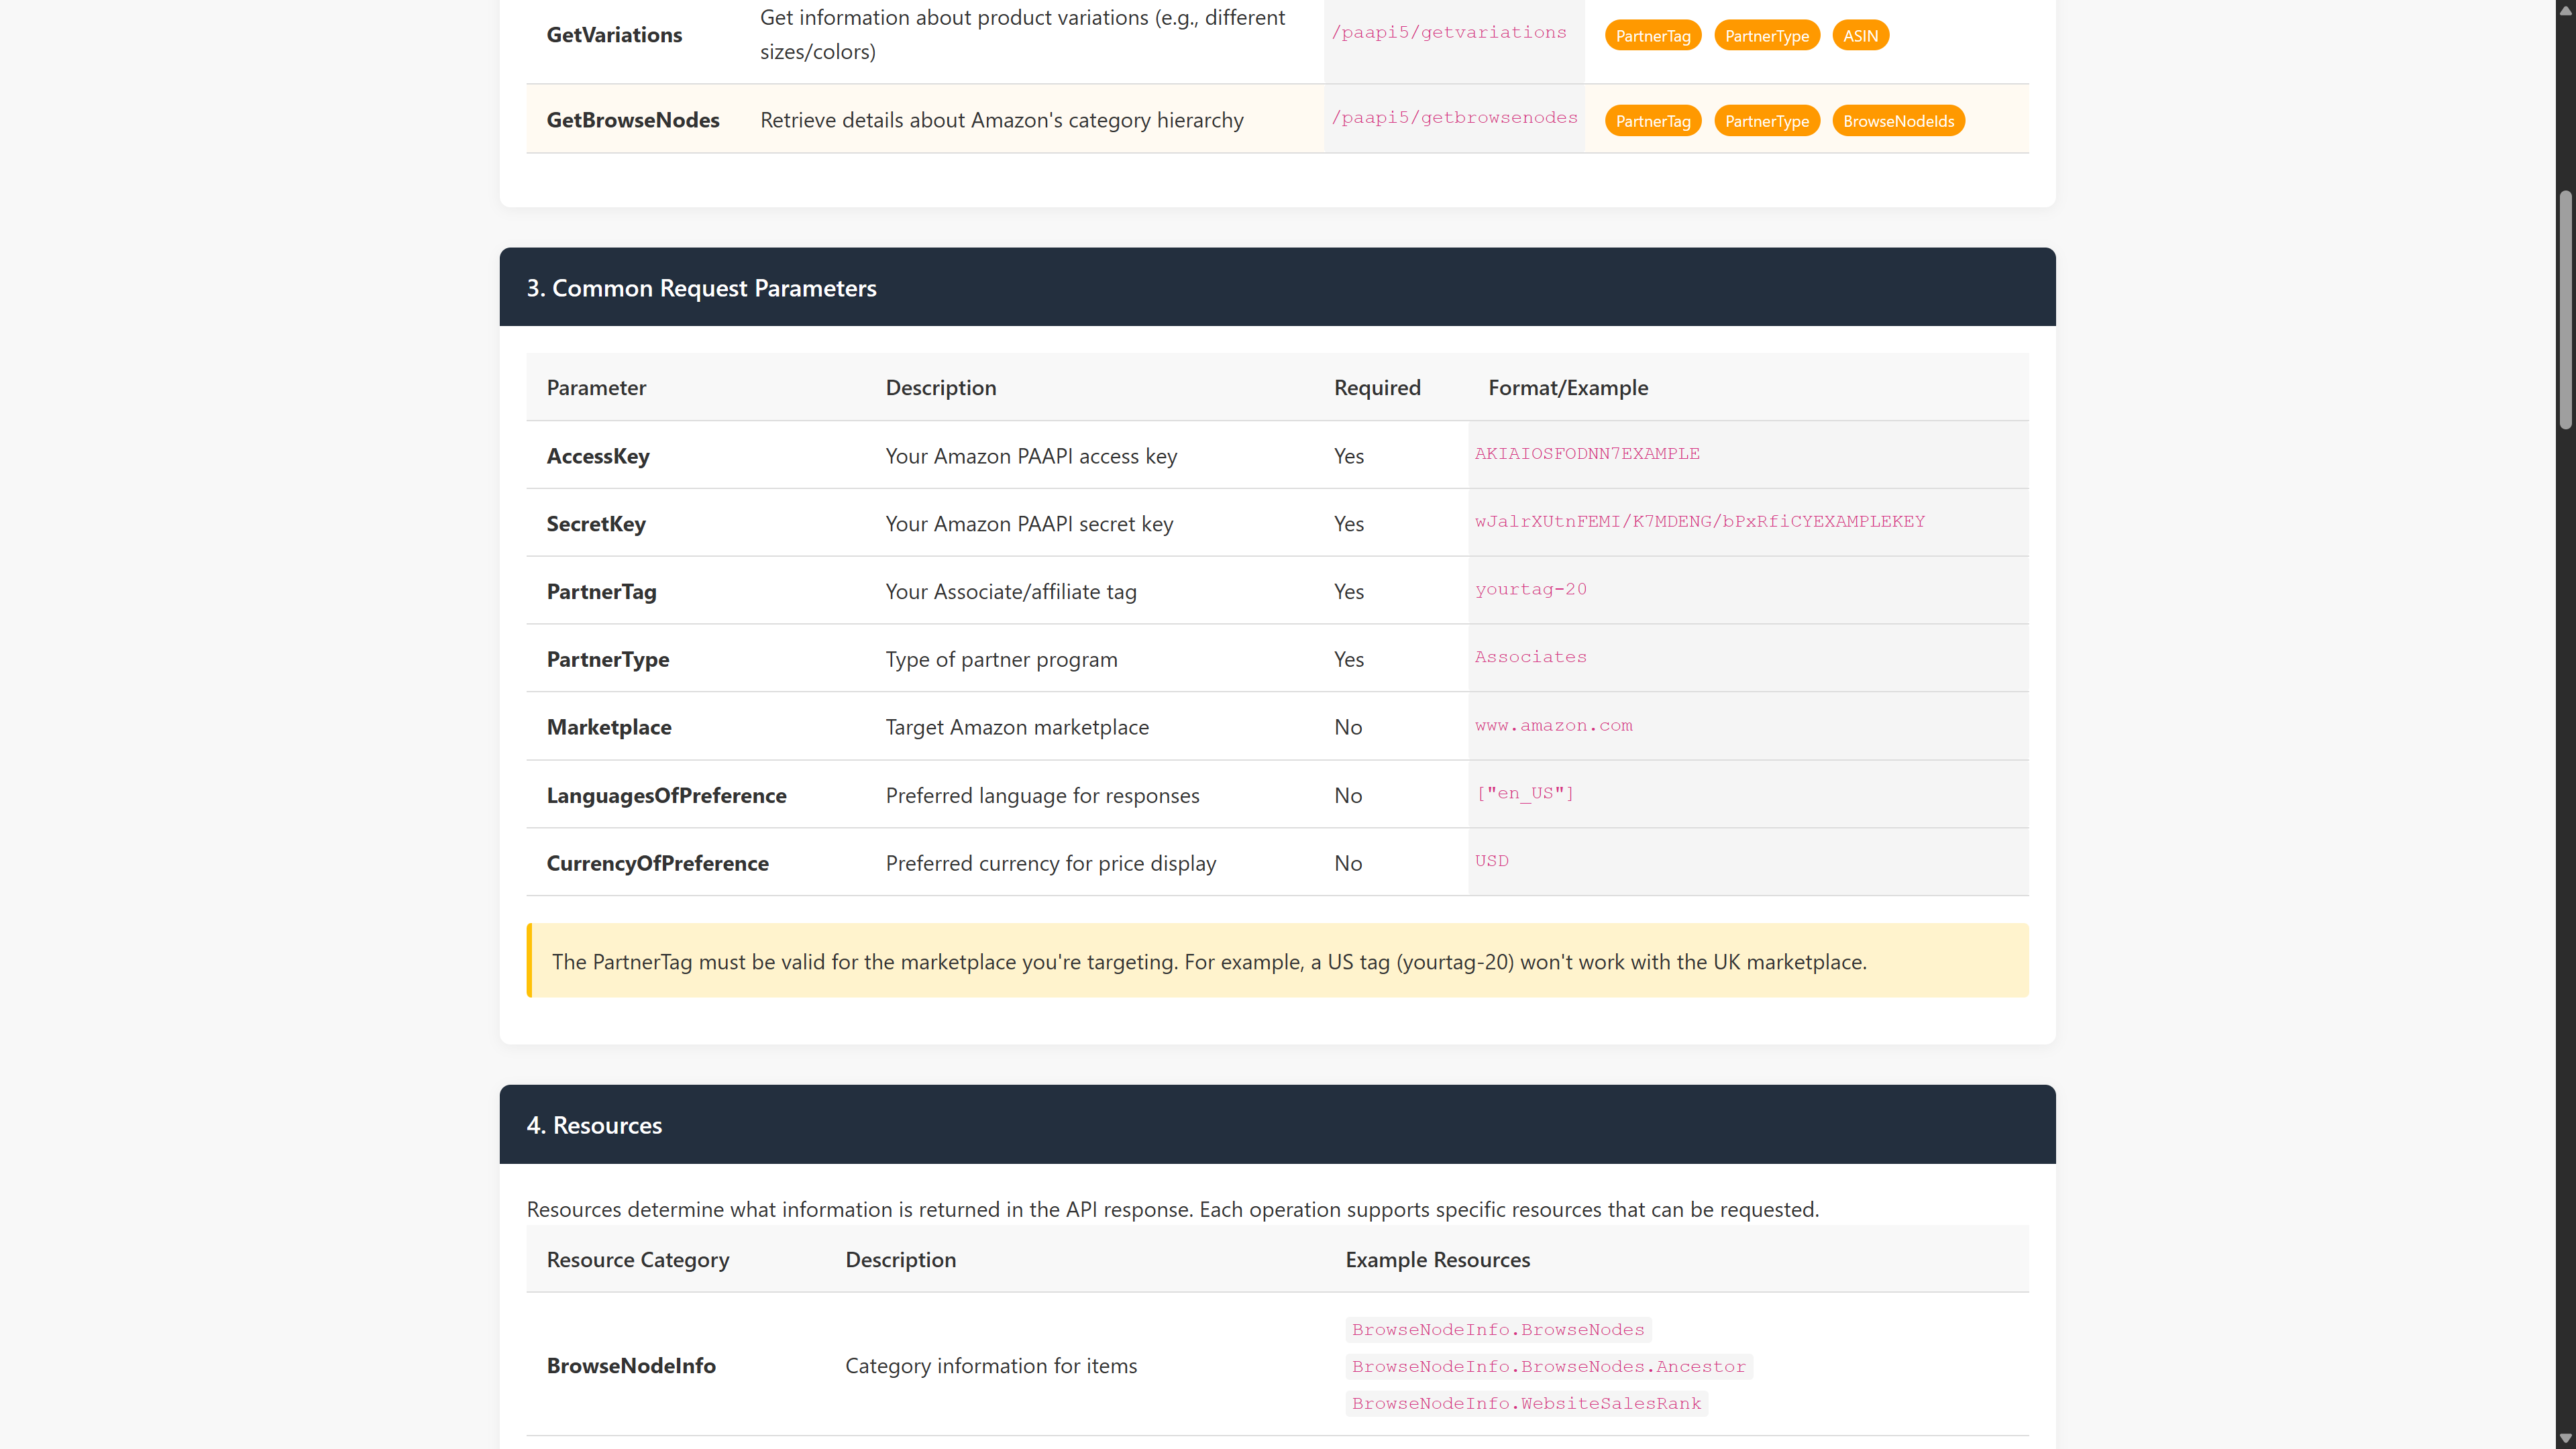 GetVariations Get information about product variations (e.g., different sizes/colors) /paapi5/getvariations PartnerTag PartnerType ASIN
GetBrowseNodes Retrieve details about Amazon's category hierarchy /paapi5/getbrowsenodes PartnerTag PartnerType BrowseNodeIds
3. Common Request Parameters
Parameter Description Required Format/Example
AccessKey Your Amazon PAAPI access key Yes AKIAIOSFODNN7EXAMPLE
SecretKey Your Amazon PAAPI secret key Yes wJalrXUtnFEMI/K7MDENG/bPxRfiCYEXAMPLEKEY
PartnerTag Your Associate/affiliate tag Yes yourtag-20
PartnerType Type of partner program Yes Associates
Marketplace Target Amazon marketplace No www.amazon.com
LanguagesOfPreference Preferred language for responses No ["en_US"]
CurrencyOfPreference Preferred currency for price display No USD
The PartnerTag must be valid for the marketplace you're targeting. For example, a US tag (yourtag-20) won't work with the UK marketplace.
4. Resources
Resources determine what information is returned in the API response. Each operation supports specific resources that can be requested.
Resource Category Description Example Resources
BrowseNodeInfo Category information for items BrowseNodeInfo.BrowseNodes
BrowseNodeInfo.BrowseNodes.Ancestor
BrowseNodeInfo.WebsiteSalesRank